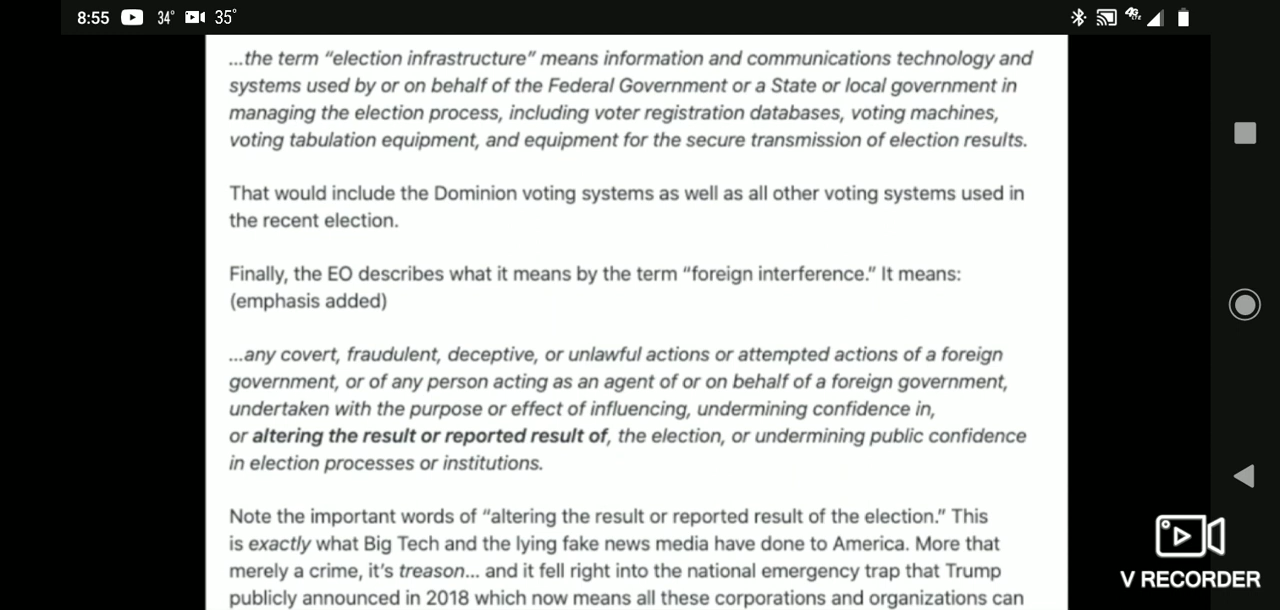 8:55 34° 35° 4G LTE
...the term “election infrastructure” means information and communications technology and
systems used by or on behalf of the Federal Government or a State or local government in
managing the election process, including voter registration databases, voting machines,
voting tabulation equipment, and equipment for the secure transmission of election results.
That would include the Dominion voting systems as well as all other voting systems used in
the recent election.
Finally, the EO describes what it means by the term “foreign interference.” It means:
(emphasis added)
...any covert, fraudulent, deceptive, or unlawful actions or attempted actions of a foreign
government, or of any person acting as an agent of or on behalf of a foreign government,
undertaken with the purpose or effect of influencing, undermining confidence in,
or altering the result or reported result of, the election, or undermining public confidence
in election processes or institutions.
Note the important words of “altering the result or reported result of the election.” This
is exactly what Big Tech and the lying fake news media have done to America. More that
merely a crime, it’s treason... and it fell right into the national emergency trap that Trump
publicly announced in 2018 which now means all these corporations and organizations can
V RECORDER